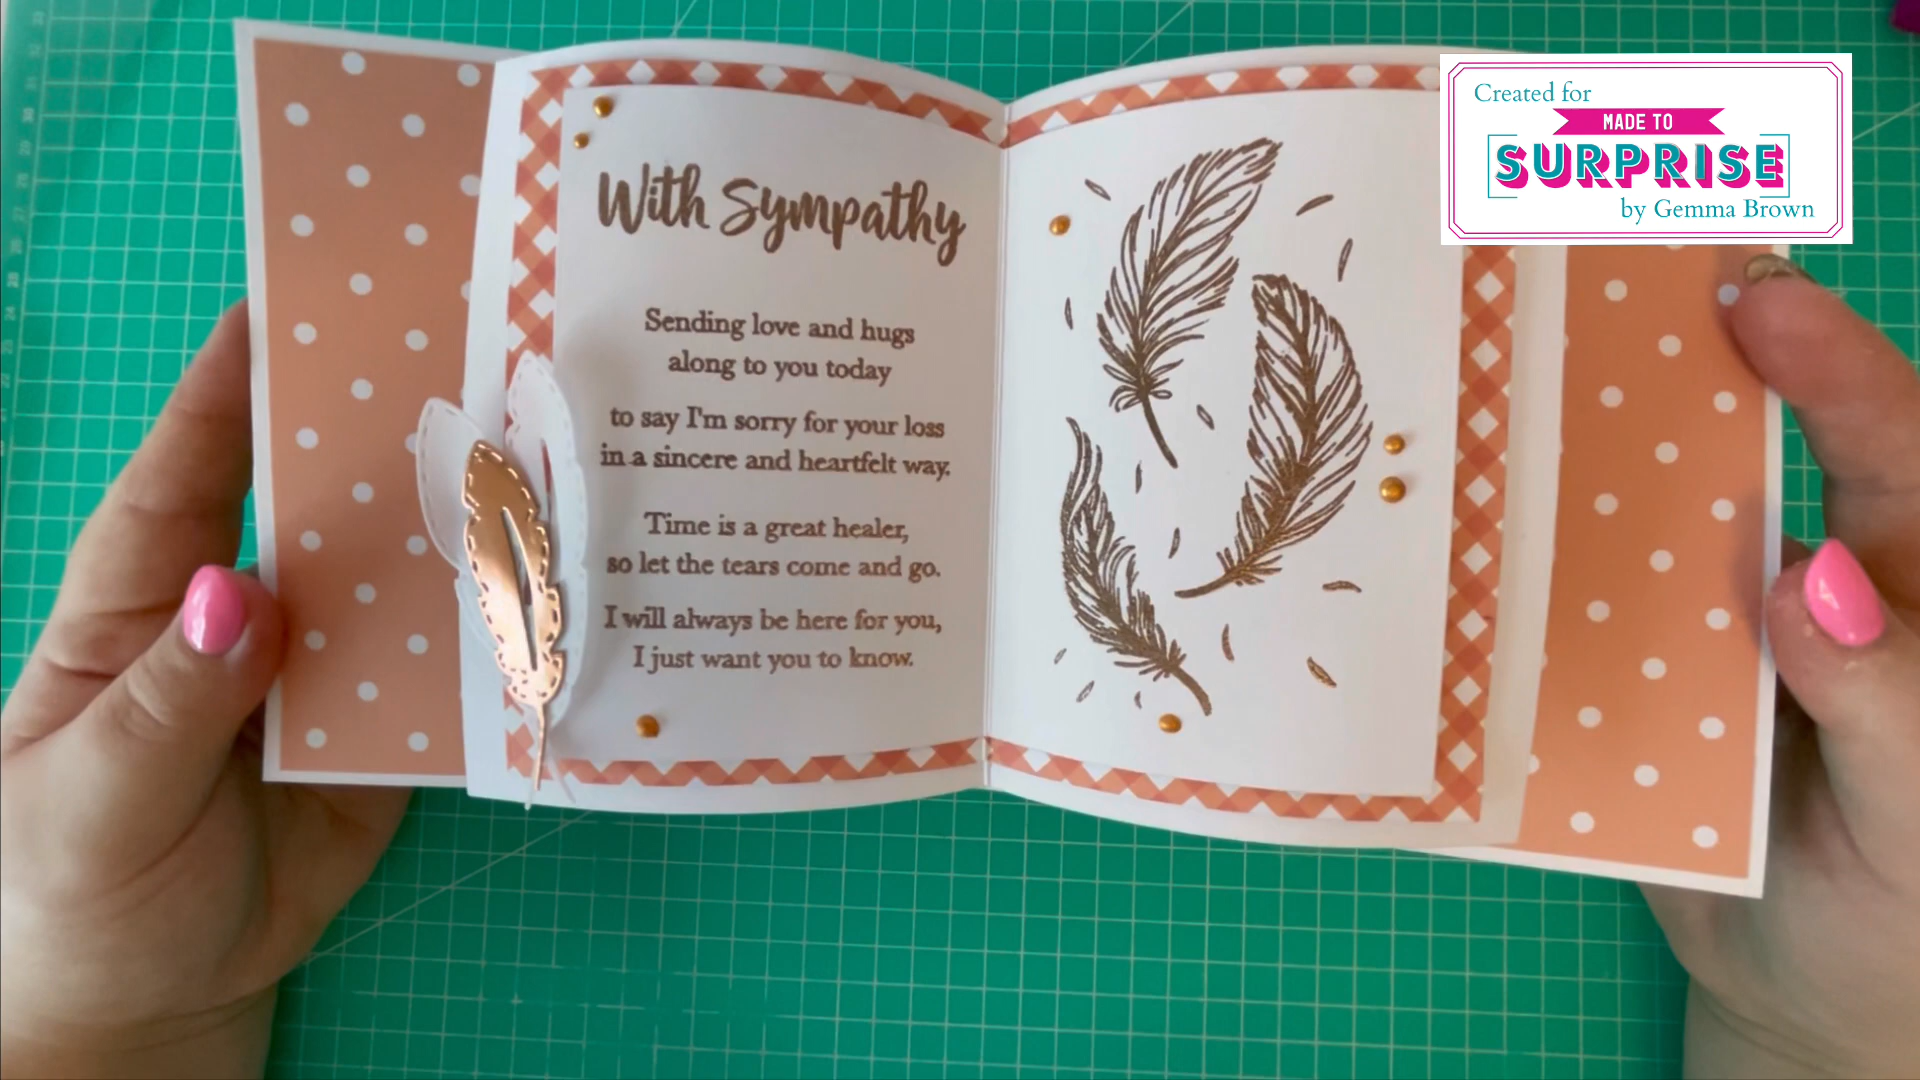 With Sympathy
Sending love and hugs
along to you today
to say I'm sorry for your loss
in a sincere and heartfelt way.
Time is a great healer,
so let the tears come and go.
I will always be here for you,
I just want you to know.
Created for
MADE TO
SURPRISE
by Gemma Brown